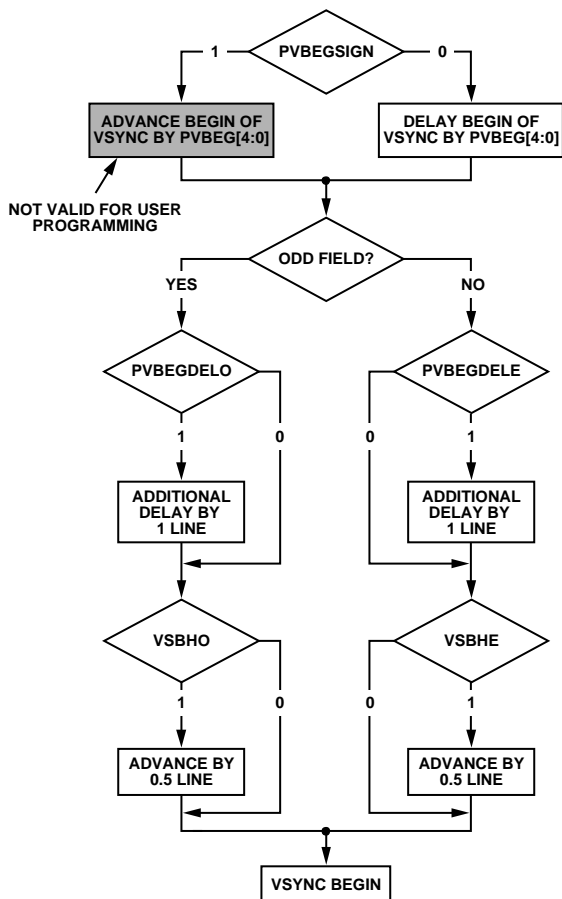 PVBEGSIGN
1
0
ADVANCE BEGIN OF
VSYNC BY PVBEG[4:0]
DELAY BEGIN OF
VSYNC BY PVBEG[4:0]
NOT VALID FOR USER
PROGRAMMING
ODD FIELD?
YES
NO
PVBEGDELO
PVBEGDELE
1
0
0
1
ADDITIONAL
DELAY BY
1 LINE
ADDITIONAL
DELAY BY
1 LINE
VSBHO
VSBHE
1
0
0
1
ADVANCE BY
0.5 LINE
ADVANCE BY
0.5 LINE
VSYNC BEGIN